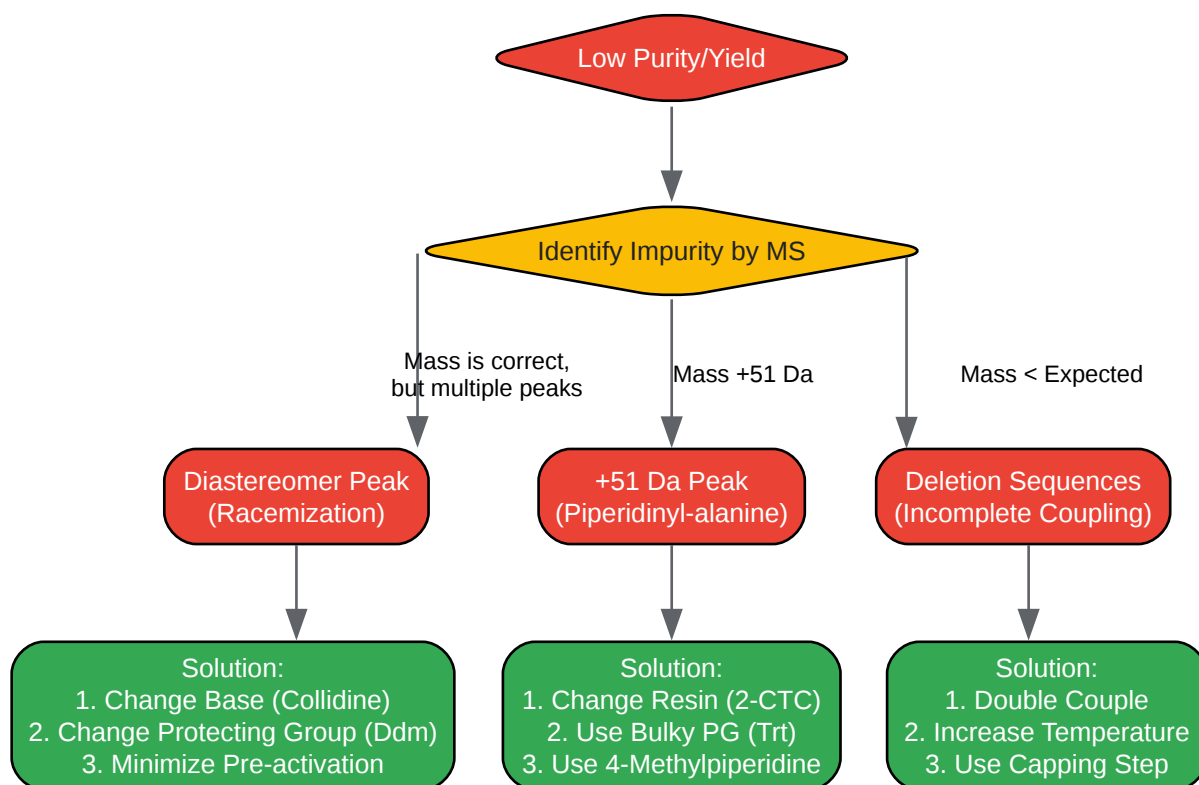 Low Purity/Yield
Identify Impurity by MS
Mass is correct,
but multiple peaks
Mass +51 Da
Mass < Expected
Diastereomer Peak
(Racemization)
+51 Da Peak
(Piperidinyl-alanine)
Deletion Sequences
(Incomplete Coupling)
Solution:
1. Change Base (Collidine)
2. Change Protecting Group (Ddm)
3. Minimize Pre-activation
Solution:
1. Change Resin (2-CTC)
2. Use Bulky PG (Trt)
3. Use 4-Methylpiperidine
Solution:
1. Double Couple
2. Increase Temperature
3. Use Capping Step